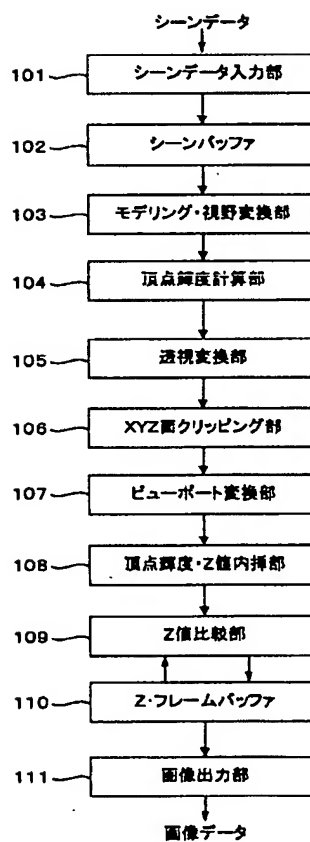 シーンデータ
101 シーンデータ入力部
102 シーンバッファ
103 モデリング・視野変換部
104 頂点輝度計算部
105 透視変換部
106 XYZ面クリッピング部
107 ビューポート変換部
108 頂点輝度・Z値内挿部
109 Z値比較部
110 Z・フレームバッファ
111 画像出力部
画像データ